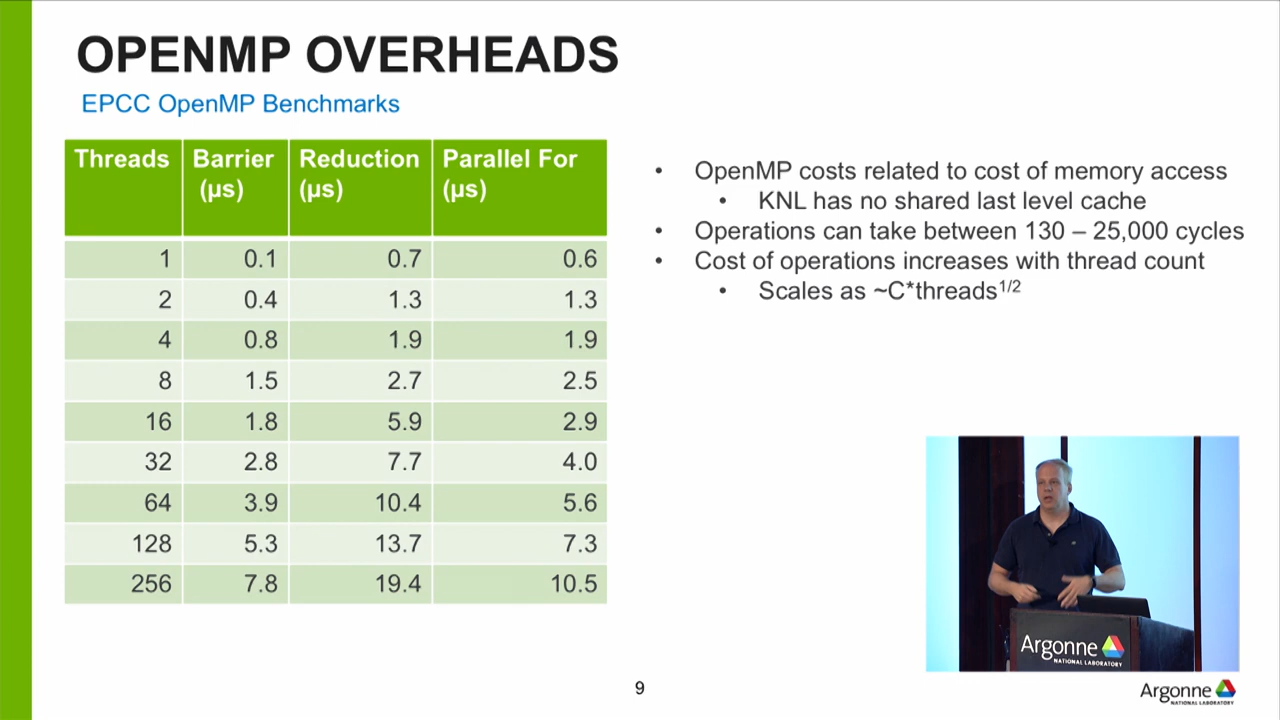 OPENMP OVERHEADS
EPCC OpenMP Benchmarks
Threads Barrier (µs) Reduction (µs) Parallel For (µs)
1 0.1 0.7 0.6
2 0.4 1.3 1.3
4 0.8 1.9 1.9
8 1.5 2.7 2.5
16 1.8 5.9 2.9
32 2.8 7.7 4.0
64 3.9 10.4 5.6
128 5.3 13.7 7.3
256 7.8 19.4 10.5
• OpenMP costs related to cost of memory access
• KNL has no shared last level cache
• Operations can take between 130 – 25,000 cycles
• Cost of operations increases with thread count
• Scales as ~C*threads1/2
Argonne
NATIONAL LABORATORY
9
Argonne
NATIONAL LABORATORY